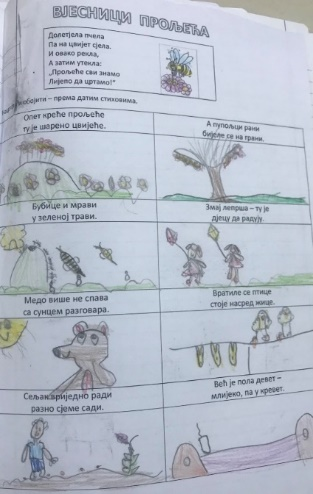 ВЈЕСНИЦИ ПРОЉЕЋА
Долетјела пчела
Па на цвијет сјела.
И овако рекла,
А затим утекла:
„Прољеће сви знамо
Лијепо да цртамо!“
– према датим стиховима.
Опет креће прољеће
ту је шарено цвијеће.
А пупољци рани
бијеле се на грани.
Бубице и мрави
у зеленој трави.
Змај лепрша – ту је
дјецу да радује.
Медо више не спава
са сунцем разговара.
Вратиле се птице
стоје насред жице.
Сељак вриједно ради
разно сјеме сади.
Већ је пола девет –
млијеко, па у кревет.